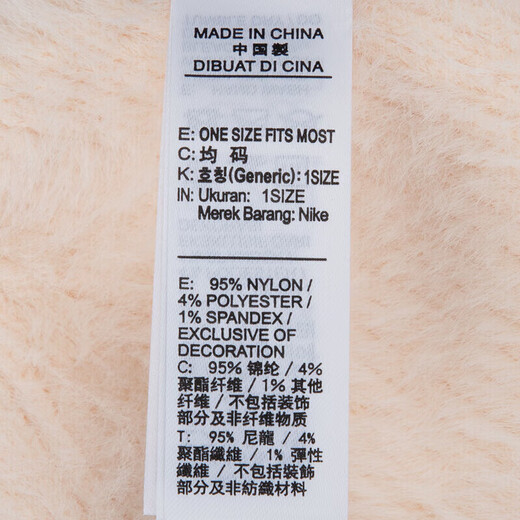 MADE IN CHINA
中国製
DIBUAT DI CINA
E: ONE SIZE FITS MOST
C: 均 码
K: 호칭(Generic): 1SIZE
IN: Ukuran: 1SIZE
Merek Barang: Nike
E: 95% NYLON /
4% POLYESTER /
1% SPANDEX /
EXCLUSIVE OF
DECORATION
C: 95% 锦纶 / 4%
聚酯纤维 / 1% 其他
纤维 / 不包括装饰
部分及非纤维物质
T: 95% 尼龍 / 4%
聚酯纖維 / 1% 彈性
纖維 / 不包括裝飾
部分及非紡織材料